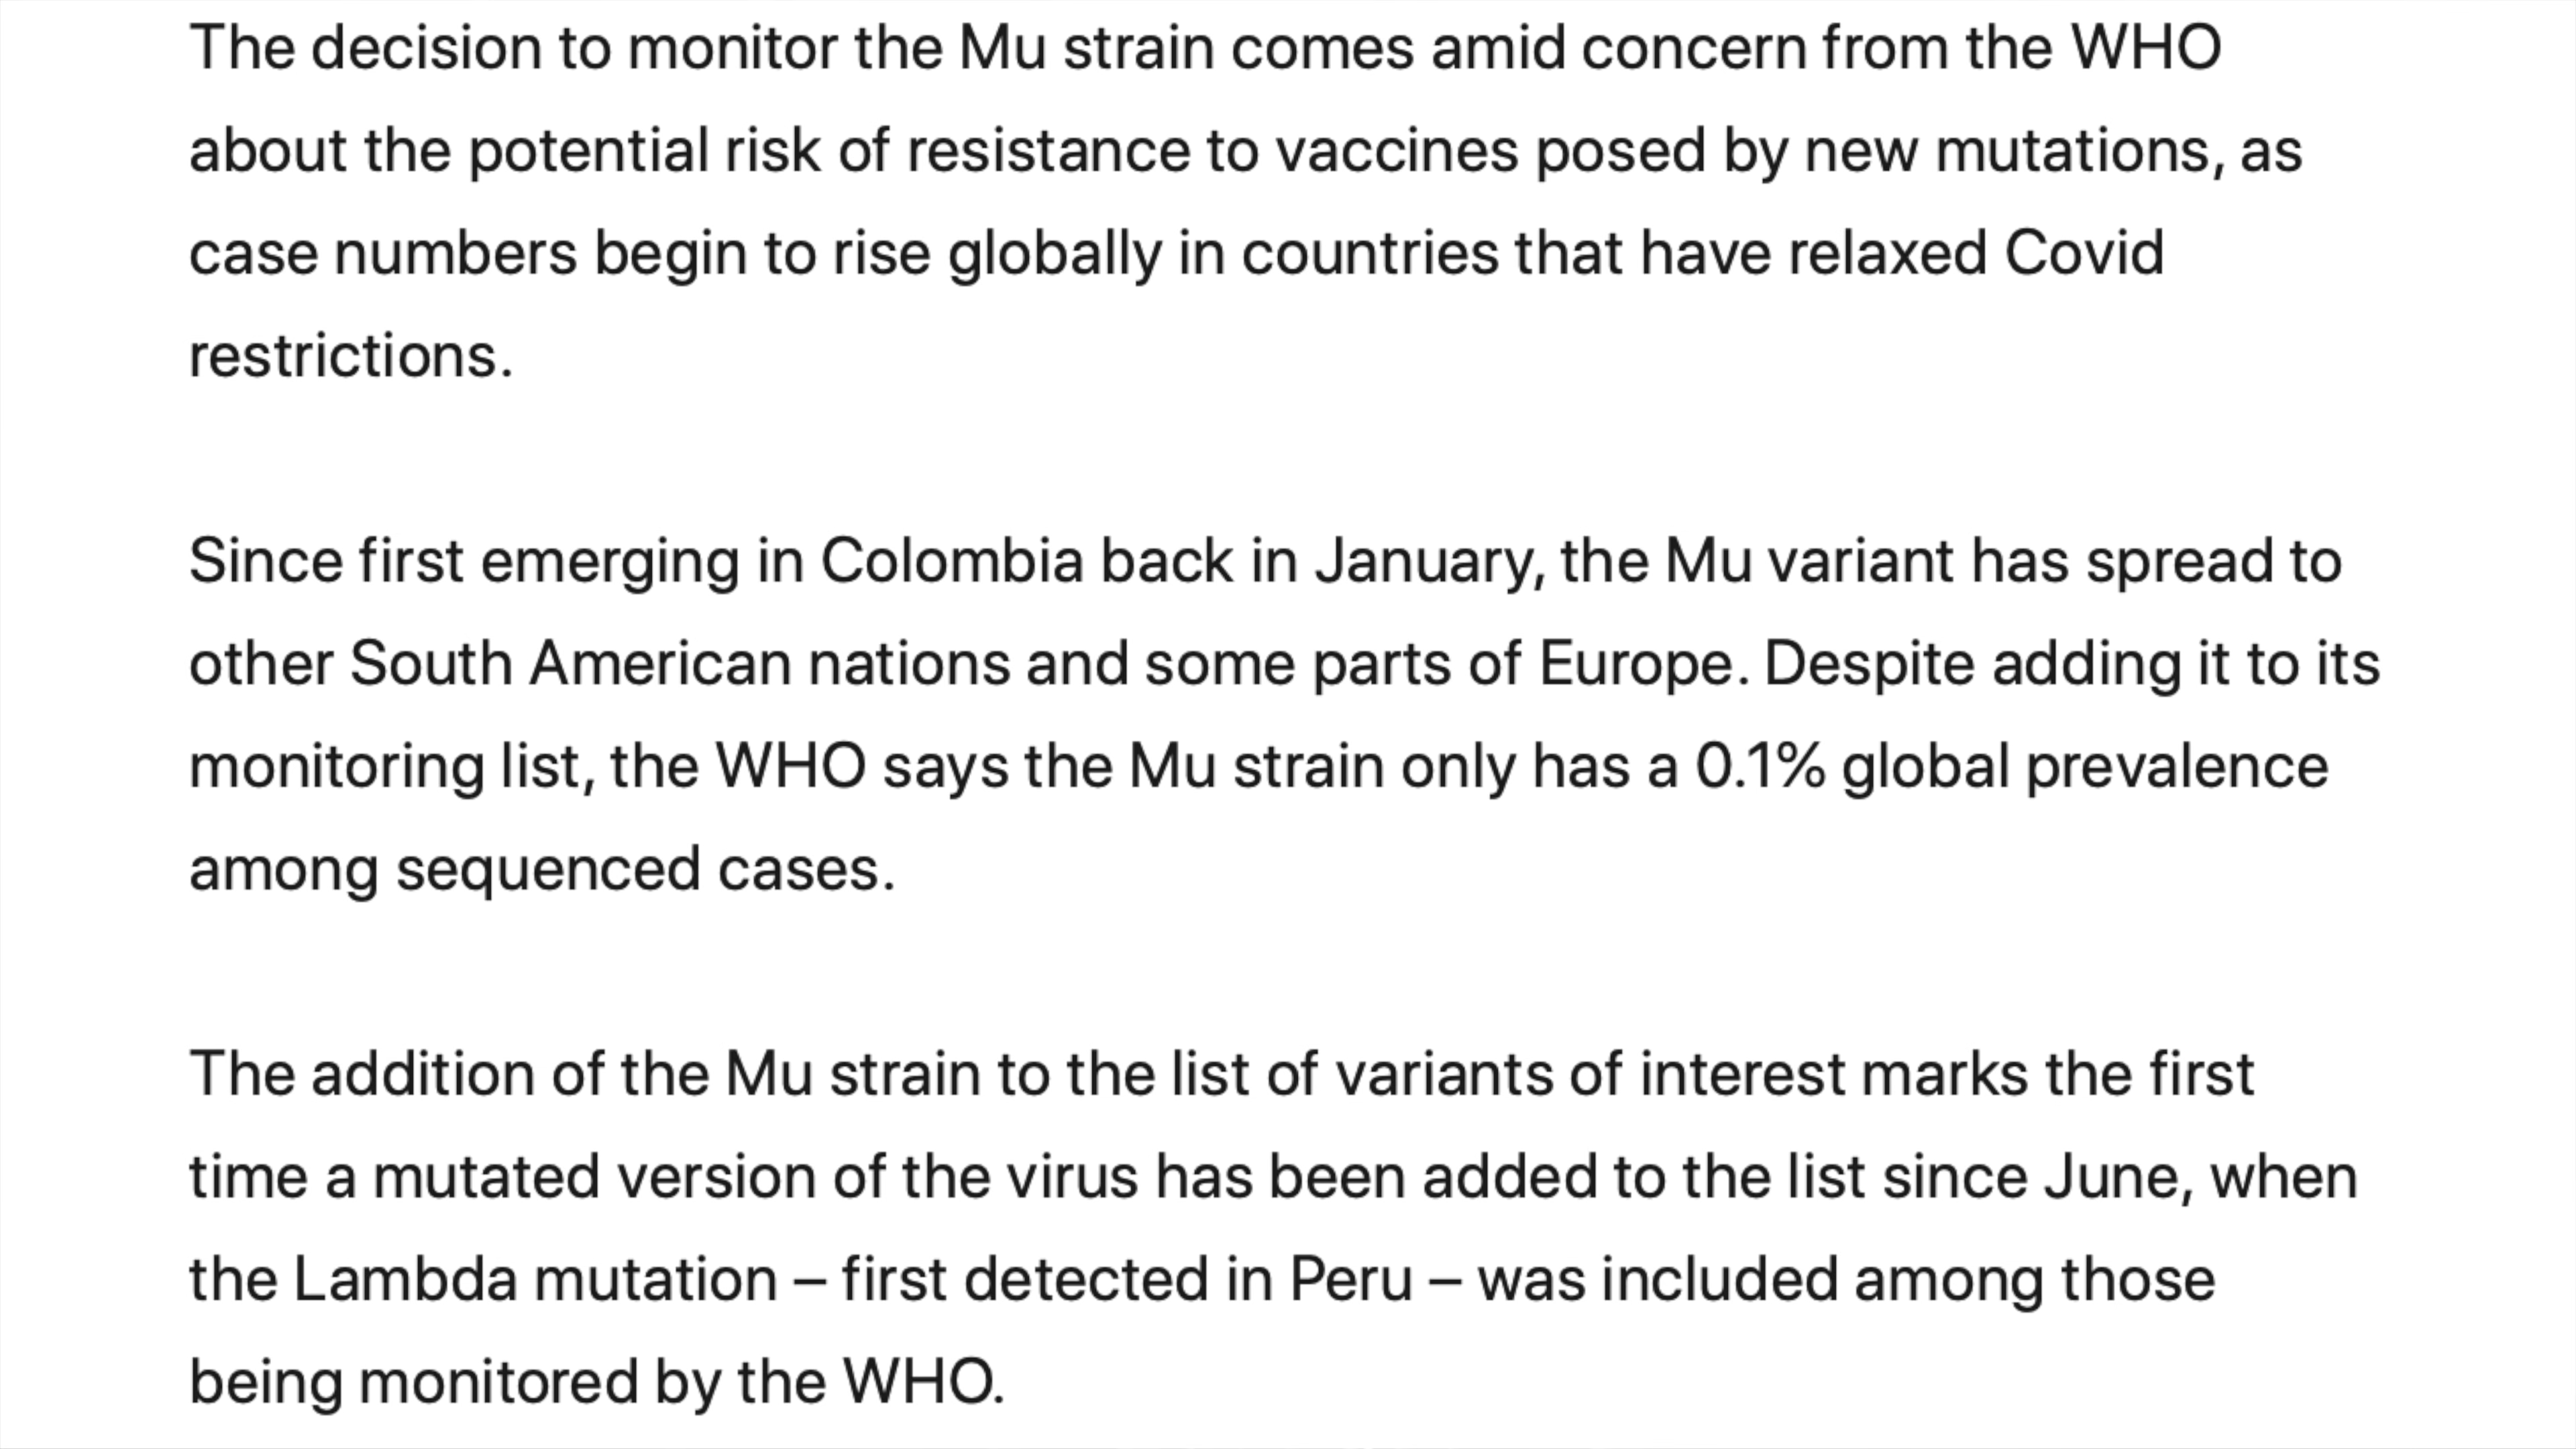 The decision to monitor the Mu strain comes amid concern from the WHO
about the potential risk of resistance to vaccines posed by new mutations, as
case numbers begin to rise globally in countries that have relaxed Covid
restrictions.
Since first emerging in Colombia back in January, the Mu variant has spread to
other South American nations and some parts of Europe. Despite adding it to its
monitoring list, the WHO says the Mu strain only has a 0.1% global prevalence
among sequenced cases.
The addition of the Mu strain to the list of variants of interest marks the first
time a mutated version of the virus has been added to the list since June, when
the Lambda mutation – first detected in Peru – was included among those
being monitored by the WHO.